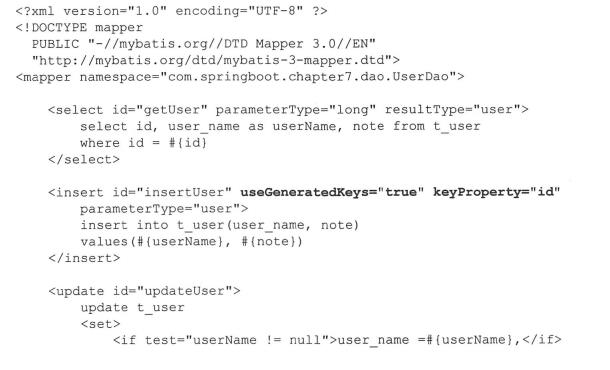 <?xml version="1.0" encoding="UTF-8" ?>
<!DOCTYPE mapper
  PUBLIC "-//mybatis.org//DTD Mapper 3.0//EN"
  "http://mybatis.org/dtd/mybatis-3-mapper.dtd">
<mapper namespace="com.springboot.chapter7.dao.UserDao">
    <select id="getUser" parameterType="long" resultType="user">
        select id, user_name as userName, note from t_user
        where id = #{id}
    </select>
    <insert id="insertUser" useGeneratedKeys="true" keyProperty="id"
        parameterType="user">
        insert into t_user(user_name, note)
        values(#{userName}, #{note})
    </insert>
    <update id="updateUser">
        update t_user
        <set>
            <if test="userName != null">user_name =#{userName},</if>